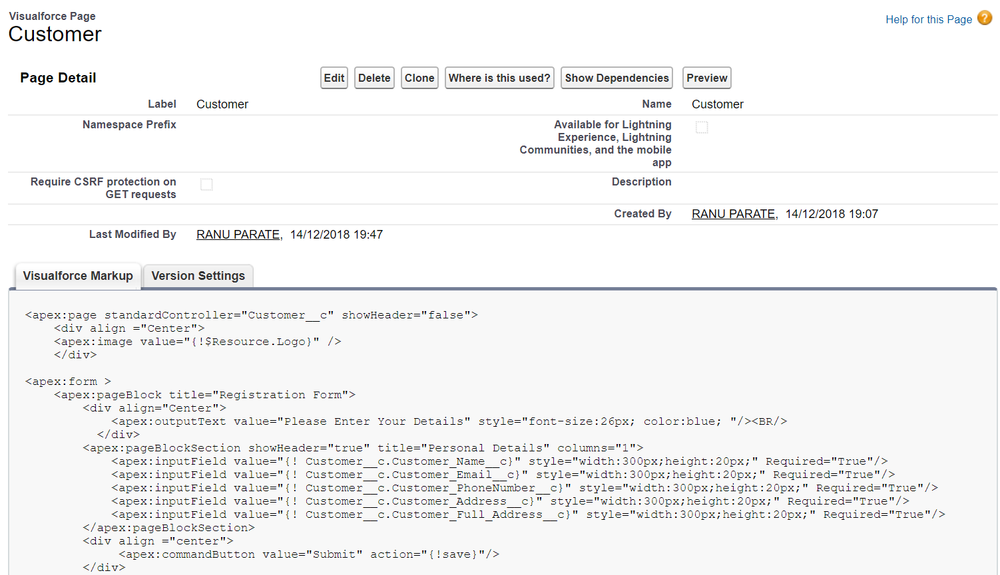 Visualforce Page
Customer
Help for this Page
Page Detail
Edit Delete Clone Where is this used? Show Dependencies Preview
Label Customer Name Customer
Namespace Prefix
Available for Lightning
Experience, Lightning
Communities, and the mobile
app
Require CSRF protection on
GET requests
Description
Created By RANU PARATE, 14/12/2018 19:07
Last Modified By RANU PARATE, 14/12/2018 19:47
Visualforce Markup Version Settings
<apex:page standardController="Customer__c" showHeader="false">
<div align ="Center">
<apex:image value="{!$Resource.Logo}" />
</div>
<apex:form >
<apex:pageBlock title="Registration Form">
<div align="Center">
<apex:outputText value="Please Enter Your Details" style="font-size:26px; color:blue; "/><BR/>
</div>
<apex:pageBlockSection showHeader="true" title="Personal Details" columns="1">
<apex:inputField value="{! Customer__c.Customer_Name__c}" style="width:300px;height:20px;" Required="True"/>
<apex:inputField value="{! Customer__c.Customer_Email__c}" style="width:300px;height:20px;" Required="True"/>
<apex:inputField value="{! Customer__c.Customer_PhoneNumber__c}" style="width:300px;height:20px;" Required="True"/>
<apex:inputField value="{! Customer__c.Customer_Address__c}" style="width:300px;height:20px;" Required="True"/>
<apex:inputField value="{! Customer__c.Customer_Full_Address__c}" style="width:300px;height:20px;" Required="True"/>
</apex:pageBlockSection>
<div align ="center">
<apex:commandButton value="Submit" action="{!save}"/>
</div>